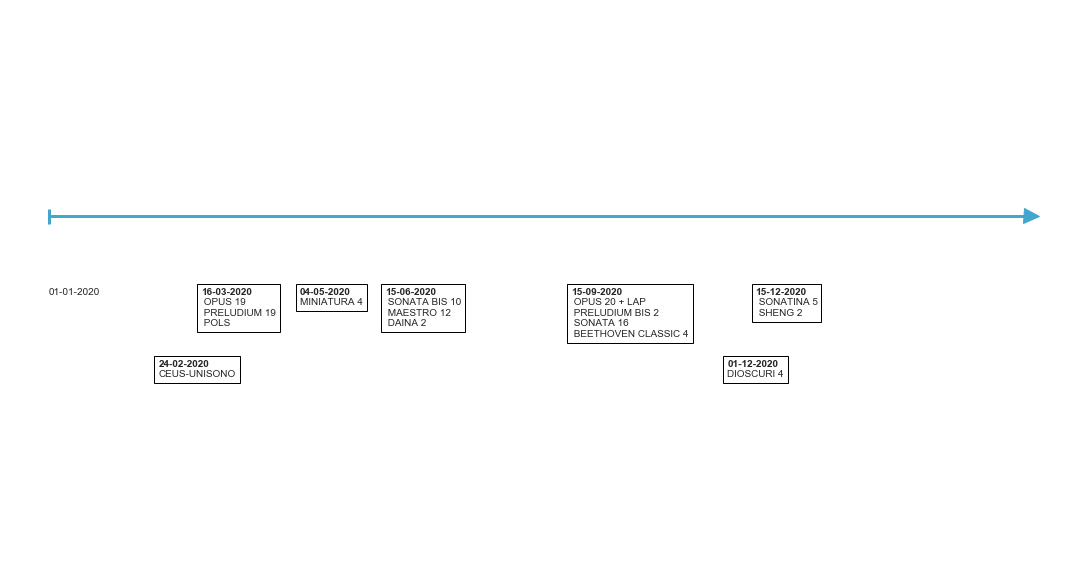 01-01-2020
16-03-2020
OPUS 19
PRELUDIUM 19
POLS
04-05-2020
MINIATURA 4
15-06-2020
SONATA BIS 10
MAESTRO 12
DAINA 2
15-09-2020
OPUS 20 + LAP
PRELUDIUM BIS 2
SONATA 16
BEETHOVEN CLASSIC 4
15-12-2020
SONATINA 5
SHENG 2
24-02-2020
CEUS-UNISONO
01-12-2020
DIOSCURI 4